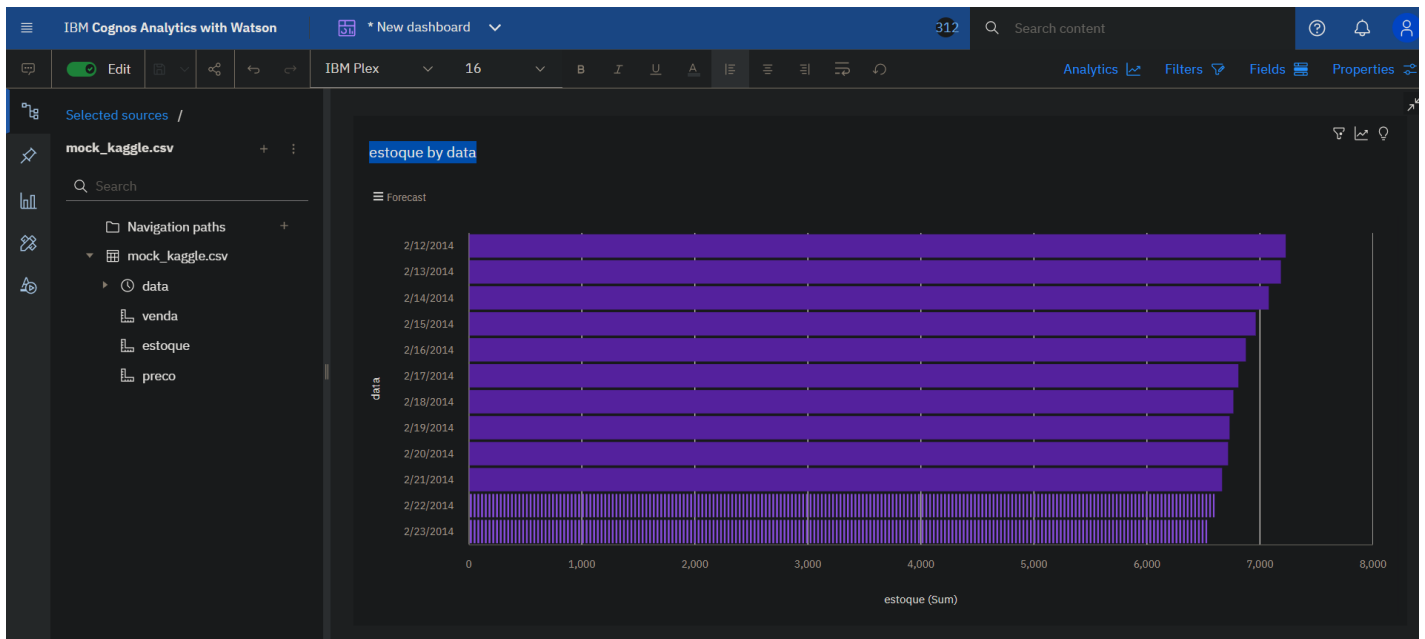 IBM Cognos Analytics with Watson
* New dashboard
312
Search content
Edit
IBM Plex
16
B I U A
Analytics
Filters
Fields
Properties
Selected sources /
mock_kaggle.csv
Search
Navigation paths
mock_kaggle.csv
data
venda
estoque
preco
estoque by data
Forecast
data
2/12/2014
2/13/2014
2/14/2014
2/15/2014
2/16/2014
2/17/2014
2/18/2014
2/19/2014
2/20/2014
2/21/2014
2/22/2014
2/23/2014
0 1,000 2,000 3,000 4,000 5,000 6,000 7,000 8,000
estoque (Sum)